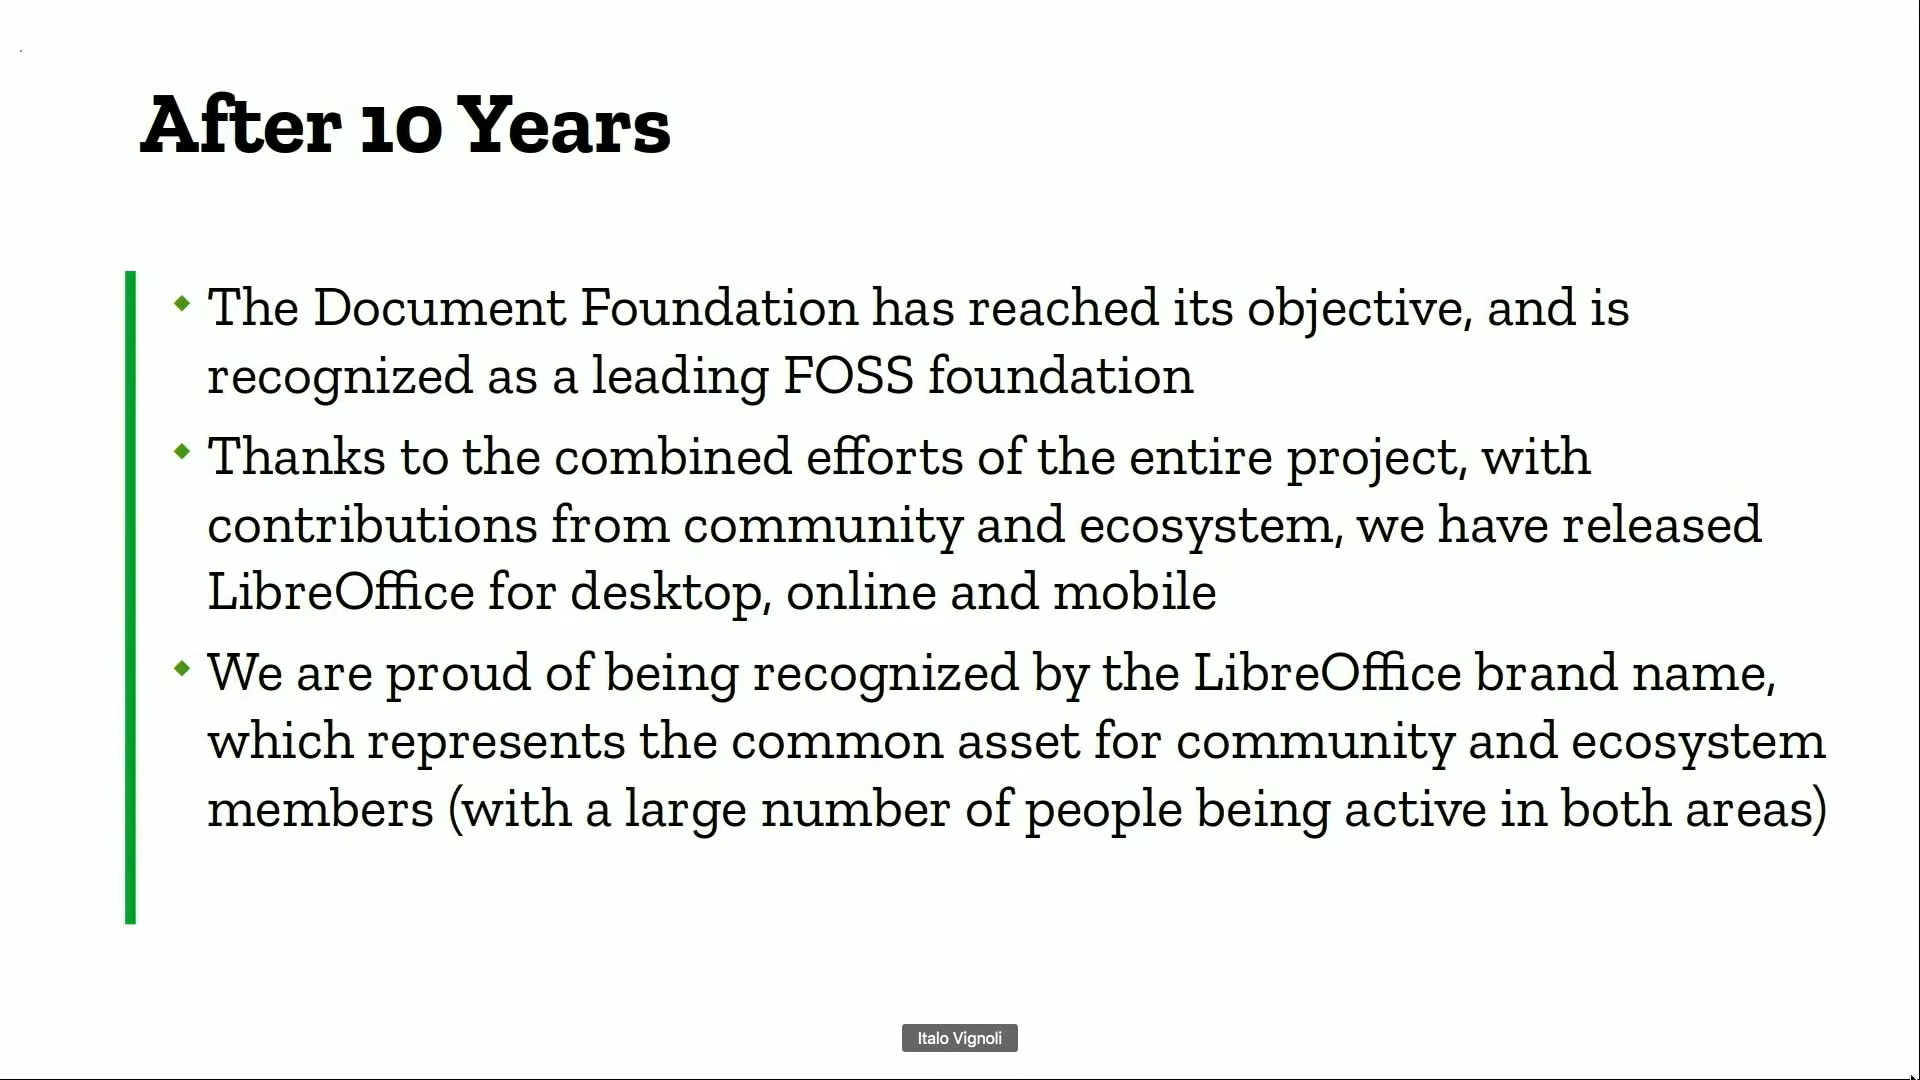 After 10 Years
The Document Foundation has reached its objective, and is
recognized as a leading FOSS foundation
Thanks to the combined efforts of the entire project, with
contributions from community and ecosystem, we have released
LibreOffice for desktop, online and mobile
We are proud of being recognized by the LibreOffice brand name,
which represents the common asset for community and ecosystem
members (with a large number of people being active in both areas)
Italo Vignoli